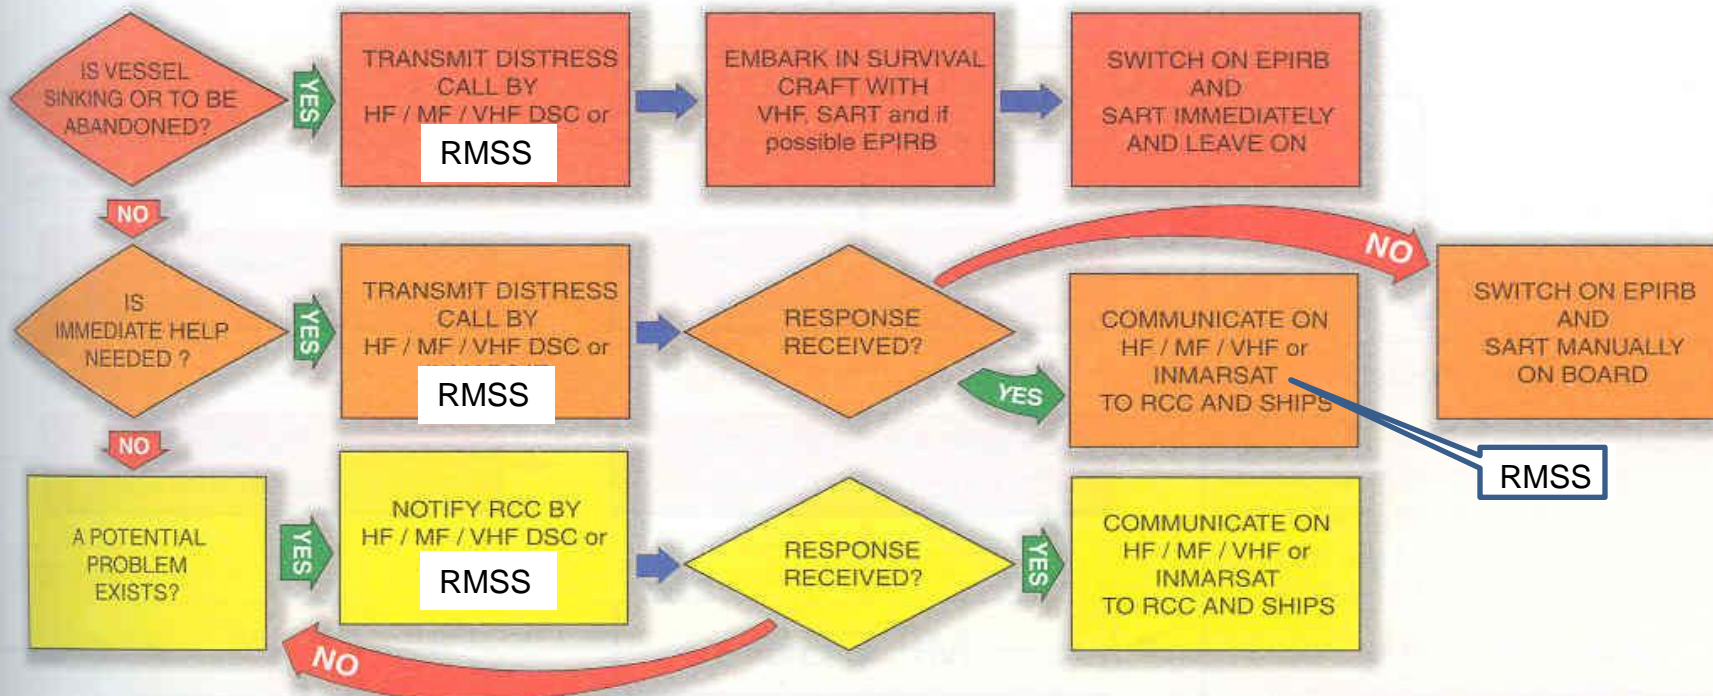 IS VESSEL
SINKING OR TO BE
ABANDONED?
YES
TRANSMIT DISTRESS
CALL BY
HF / MF / VHF DSC or
RMSS
EMBARK IN SURVIVAL
CRAFT WITH
VHF, SART and if
possible EPIRB
SWITCH ON EPIRB
AND
SART IMMEDIATELY
AND LEAVE ON
NO
IS
IMMEDIATE HELP
NEEDED ?
YES
TRANSMIT DISTRESS
CALL BY
HF / MF / VHF DSC or
RMSS
RESPONSE
RECEIVED?
NO
SWITCH ON EPIRB
AND
SART MANUALLY
ON BOARD
YES
COMMUNICATE ON
HF / MF / VHF or
INMARSAT
TO RCC AND SHIPS
RMSS
NO
A POTENTIAL
PROBLEM
EXISTS?
YES
NOTIFY RCC BY
HF / MF / VHF DSC or
RMSS
RESPONSE
RECEIVED?
YES
COMMUNICATE ON
HF / MF / VHF or
INMARSAT
TO RCC AND SHIPS
NO